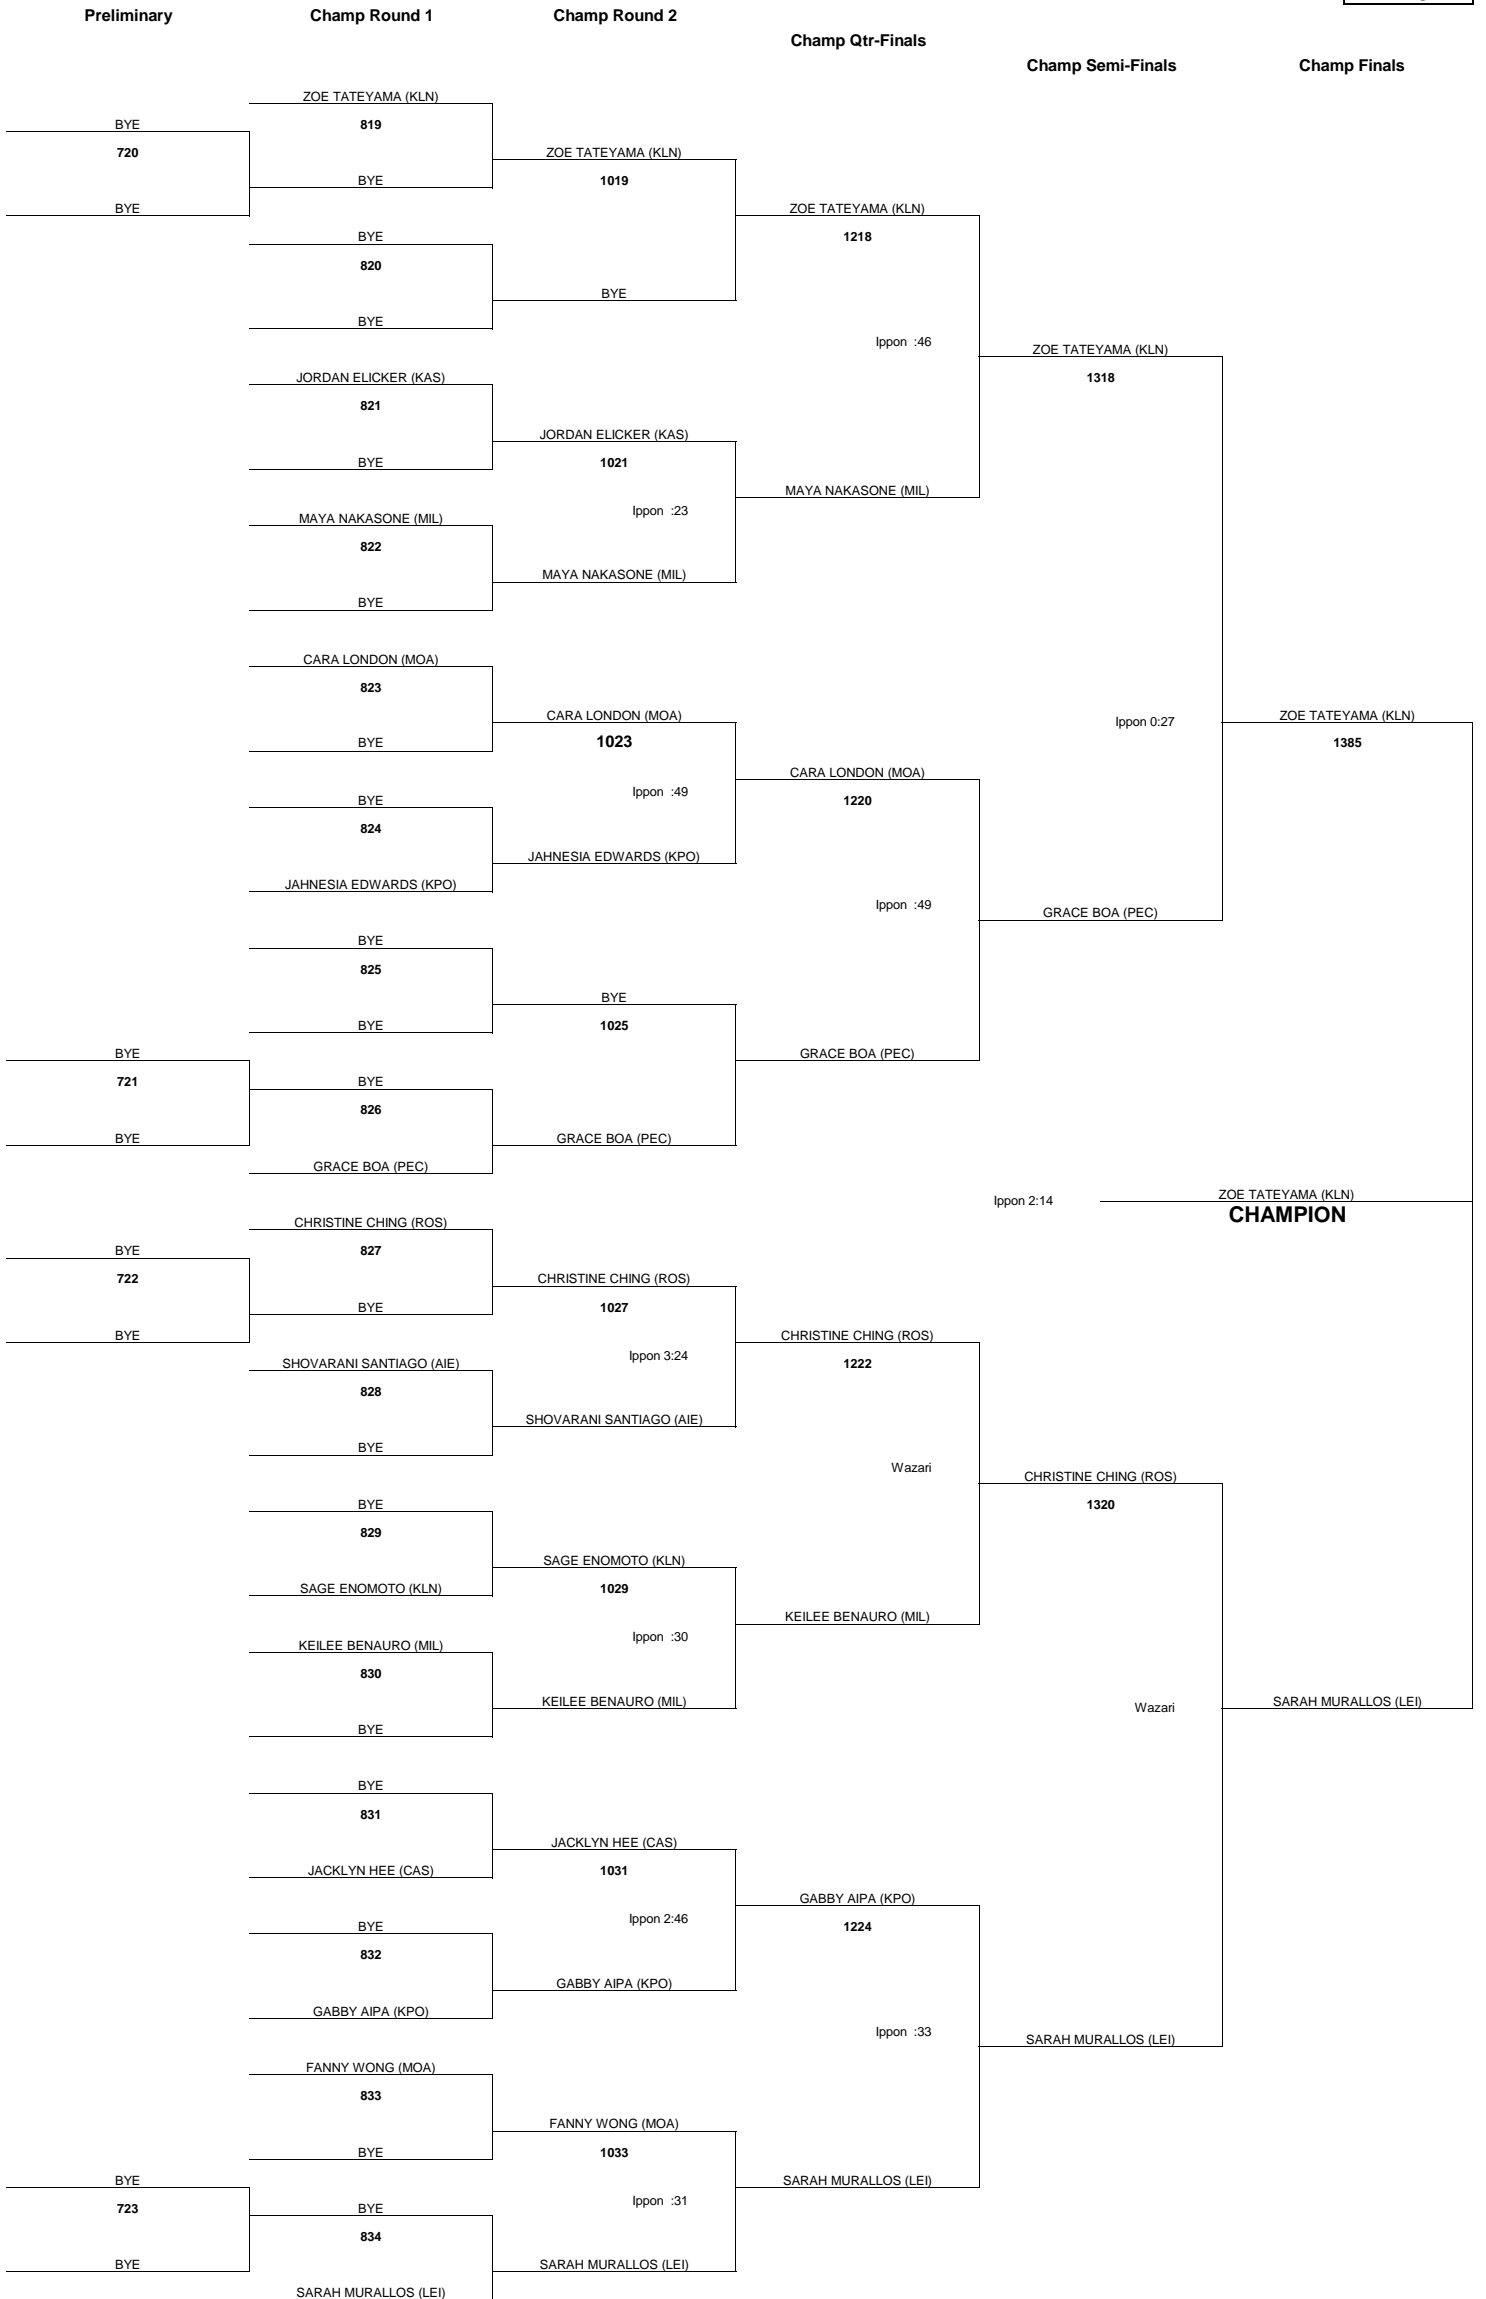 Preliminary
Champ Round 1
Champ Round 2
Champ Qtr-Finals
Champ Semi-Finals
Champ Finals
ZOE TATEYAMA (KLN)
BYE
819
720
ZOE TATEYAMA (KLN)
BYE
1019
BYE
ZOE TATEYAMA (KLN)
BYE
1218
820
BYE
BYE
Ippon :46
ZOE TATEYAMA (KLN)
JORDAN ELICKER (KAS)
1318
821
JORDAN ELICKER (KAS)
BYE
1021
MAYA NAKASONE (MIL)
Ippon :23
MAYA NAKASONE (MIL)
822
MAYA NAKASONE (MIL)
BYE
CARA LONDON (MOA)
823
CARA LONDON (MOA)
Ippon 0:27
ZOE TATEYAMA (KLN)
BYE
1023
1385
CARA LONDON (MOA)
Ippon :49
BYE
1220
824
JAHNESIA EDWARDS (KPO)
JAHNESIA EDWARDS (KPO)
Ippon :49
GRACE BOA (PEC)
BYE
825
BYE
BYE
1025
BYE
GRACE BOA (PEC)
721
BYE
826
BYE
GRACE BOA (PEC)
GRACE BOA (PEC)
Ippon 2:14
ZOE TATEYAMA (KLN)
CHAMPION
CHRISTINE CHING (ROS)
BYE
827
722
CHRISTINE CHING (ROS)
BYE
1027
BYE
CHRISTINE CHING (ROS)
SHOVARANI SANTIAGO (AIE)
Ippon 3:24
1222
828
SHOVARANI SANTIAGO (AIE)
BYE
Wazari
CHRISTINE CHING (ROS)
BYE
1320
829
SAGE ENOMOTO (KLN)
SAGE ENOMOTO (KLN)
1029
KEILEE BENAURO (MIL)
Ippon :30
KEILEE BENAURO (MIL)
830
KEILEE BENAURO (MIL)
Wazari
SARAH MURALLOS (LEI)
BYE
BYE
831
JACKLYN HEE (CAS)
JACKLYN HEE (CAS)
1031
GABBY AIPA (KPO)
Ippon 2:46
BYE
1224
832
GABBY AIPA (KPO)
GABBY AIPA (KPO)
Ippon :33
SARAH MURALLOS (LEI)
FANNY WONG (MOA)
833
FANNY WONG (MOA)
BYE
1033
BYE
SARAH MURALLOS (LEI)
723
BYE
Ippon :31
834
BYE
SARAH MURALLOS (LEI)
SARAH MURALLOS (LEI)